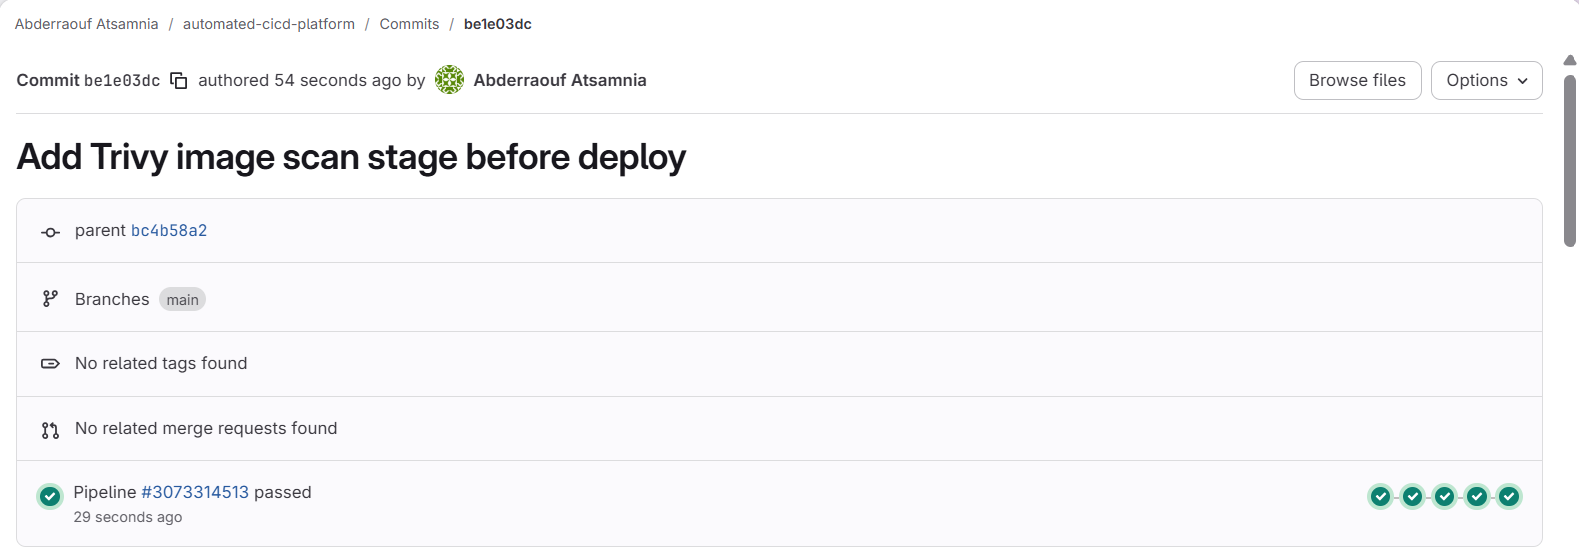 Abderraouf Atsamnia / automated-cicd-platform / Commits / be1e03dc
Commit be1e03dc authored 54 seconds ago by Abderraouf Atsamnia Browse files Options
Add Trivy image scan stage before deploy
parent bc4b58a2
Branches main
No related tags found
No related merge requests found
Pipeline #3073314513 passed
29 seconds ago